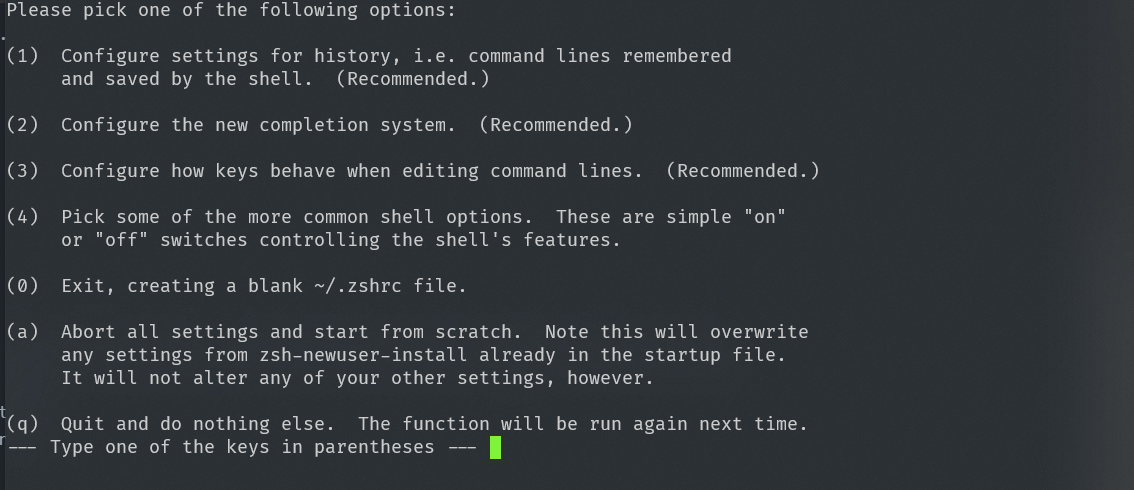 Please pick one of the following options:
(1)  Configure settings for history, i.e. command lines remembered
     and saved by the shell.  (Recommended.)
(2)  Configure the new completion system.  (Recommended.)
(3)  Configure how keys behave when editing command lines.  (Recommended.)
(4)  Pick some of the more common shell options.  These are simple "on"
     or "off" switches controlling the shell's features.
(0)  Exit, creating a blank ~/.zshrc file.
(a)  Abort all settings and start from scratch.  Note this will overwrite
     any settings from zsh-newuser-install already in the startup file.
     It will not alter any of your other settings, however.
(q)  Quit and do nothing else.  The function will be run again next time.
--- Type one of the keys in parentheses ---